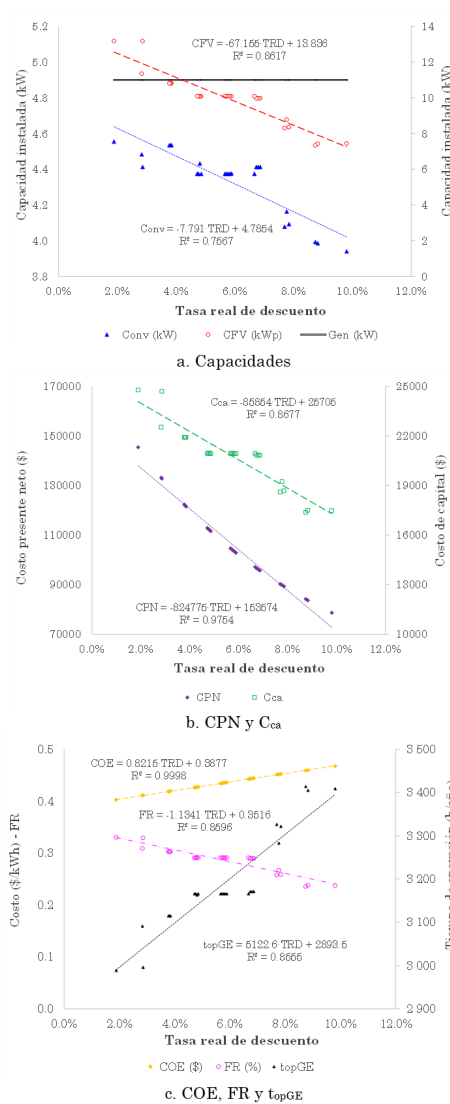 5.2
5.0
4.8
4.6
4.4
4.2
4.0
3.8
14
12
10
8
6
4
2
0
Capacidad instalada (kW)
Capacidad instalada (kW)
CFV = -67.155·TRD + 13.836
R² = 0.8617
Conv = -7.791·TRD + 4.7854
R² = 0.7567
0.0% 2.0% 4.0% 6.0% 8.0% 10.0% 12.0%
Tasa real de descuento
Conv (kW) CFV (kWp) Gen (kW)
a. Capacidades
170000
150000
130000
110000
90000
70000
25000
22000
19000
16000
13000
10000
Costo presente neto ($)
Costo de capital ($)
Cca = -85854·TRD + 25705
R² = 0.8677
CPN = -824775·TRD + 153574
R² = 0.9754
0.0% 2.0% 4.0% 6.0% 8.0% 10.0% 12.0%
Tasa real de descuento
CPN Cca
b. CPN y Cca
0.5
0.4
0.3
0.2
0.1
0.0
3 500
3 400
3 300
3 200
3 100
3 000
2 900
Costo ($/kWh) - FR
COE = 0.8215·TRD + 0.3877
R² = 0.9998
FR = -1.1341·TRD + 0.3516
R² = 0.8596
topGE = 5122.6·TRD + 2893.5
R² = 0.8555
0.0% 2.0% 4.0% 6.0% 8.0% 10.0% 12.0%
Tasa real de descuento
COE ($) FR (%) topGE
c. COE, FR y topGE